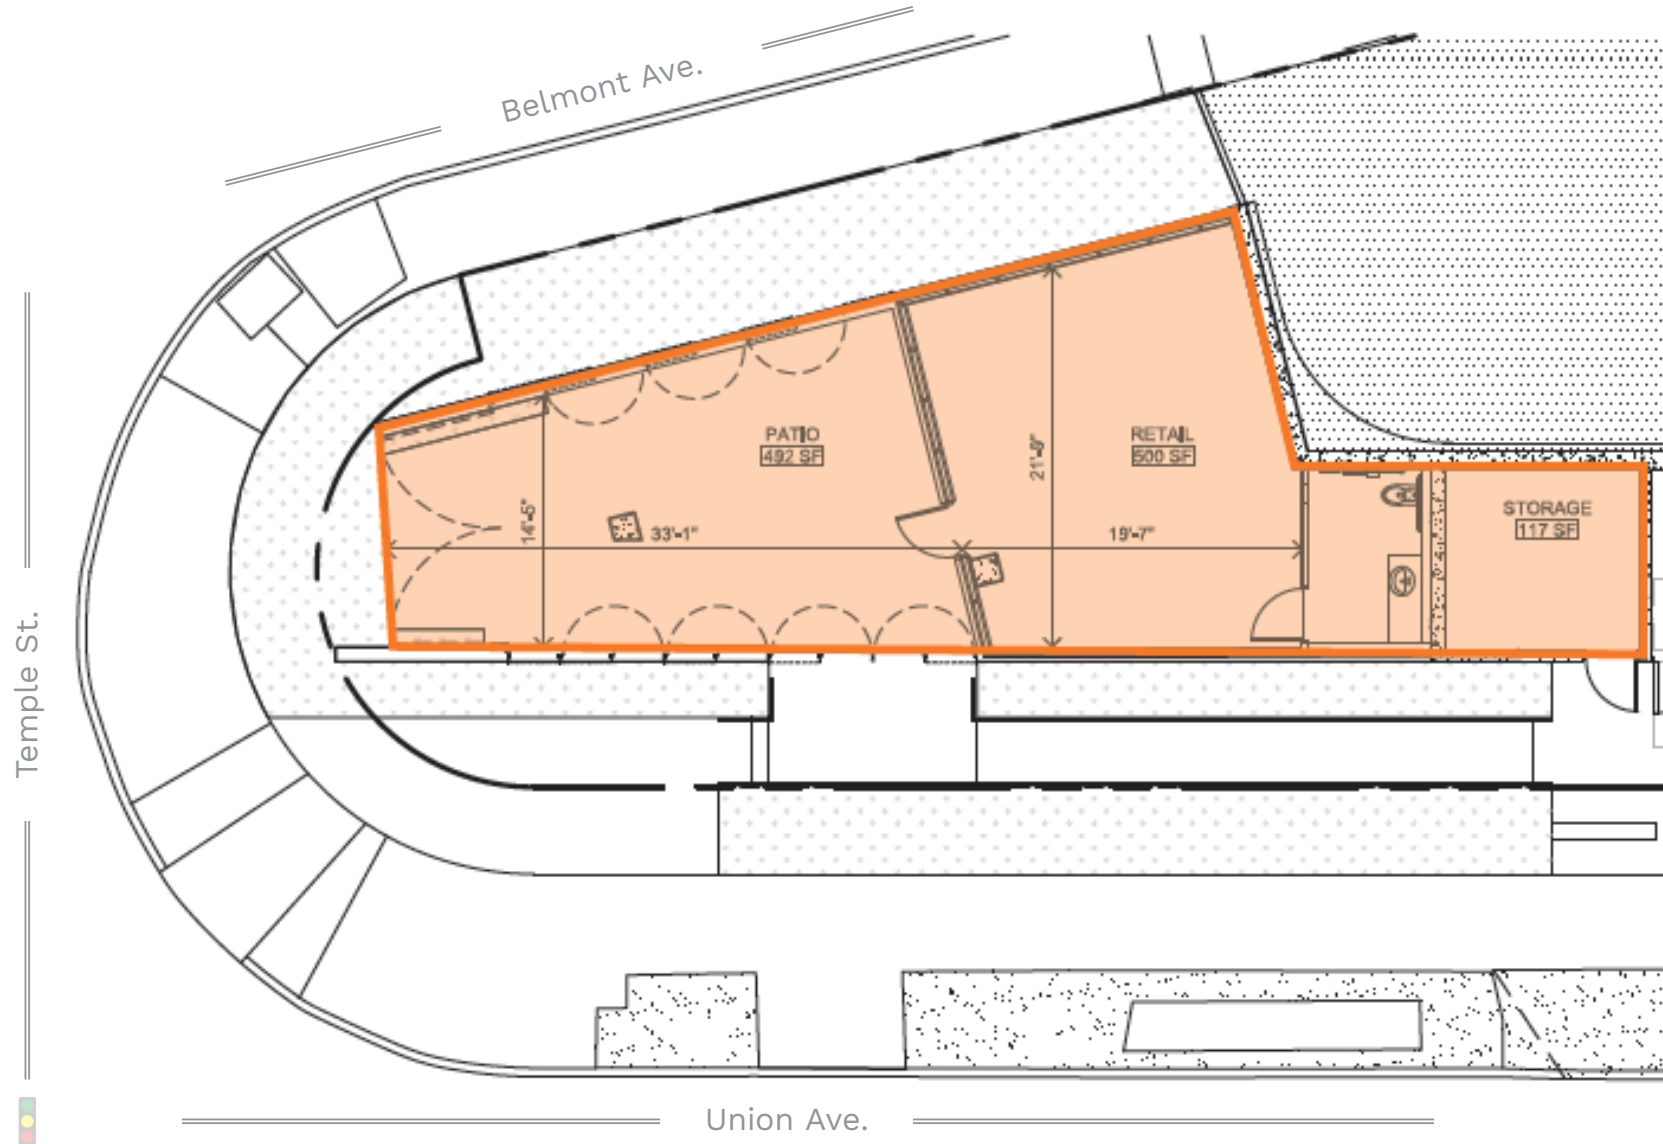 Belmont Ave.
PATIO
492 SF
RETAIL
500 SF
21'-9"
STORAGE
117 SF
14'-5"
33'-1"
19'-7"
Temple St.
Union Ave.